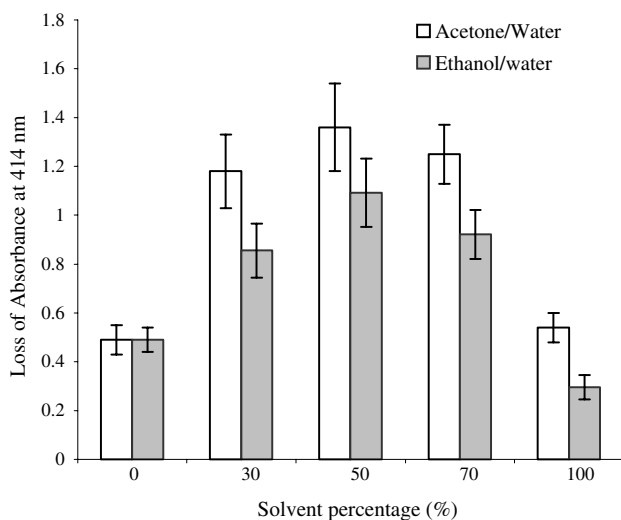 1.8
1.6
1.4
1.2
1
0.8
0.6
0.4
0.2
0
Loss of Absorbance at 414 nm
Acetone/Water
Ethanol/water
0 30 50 70 100
Solvent percentage (%)